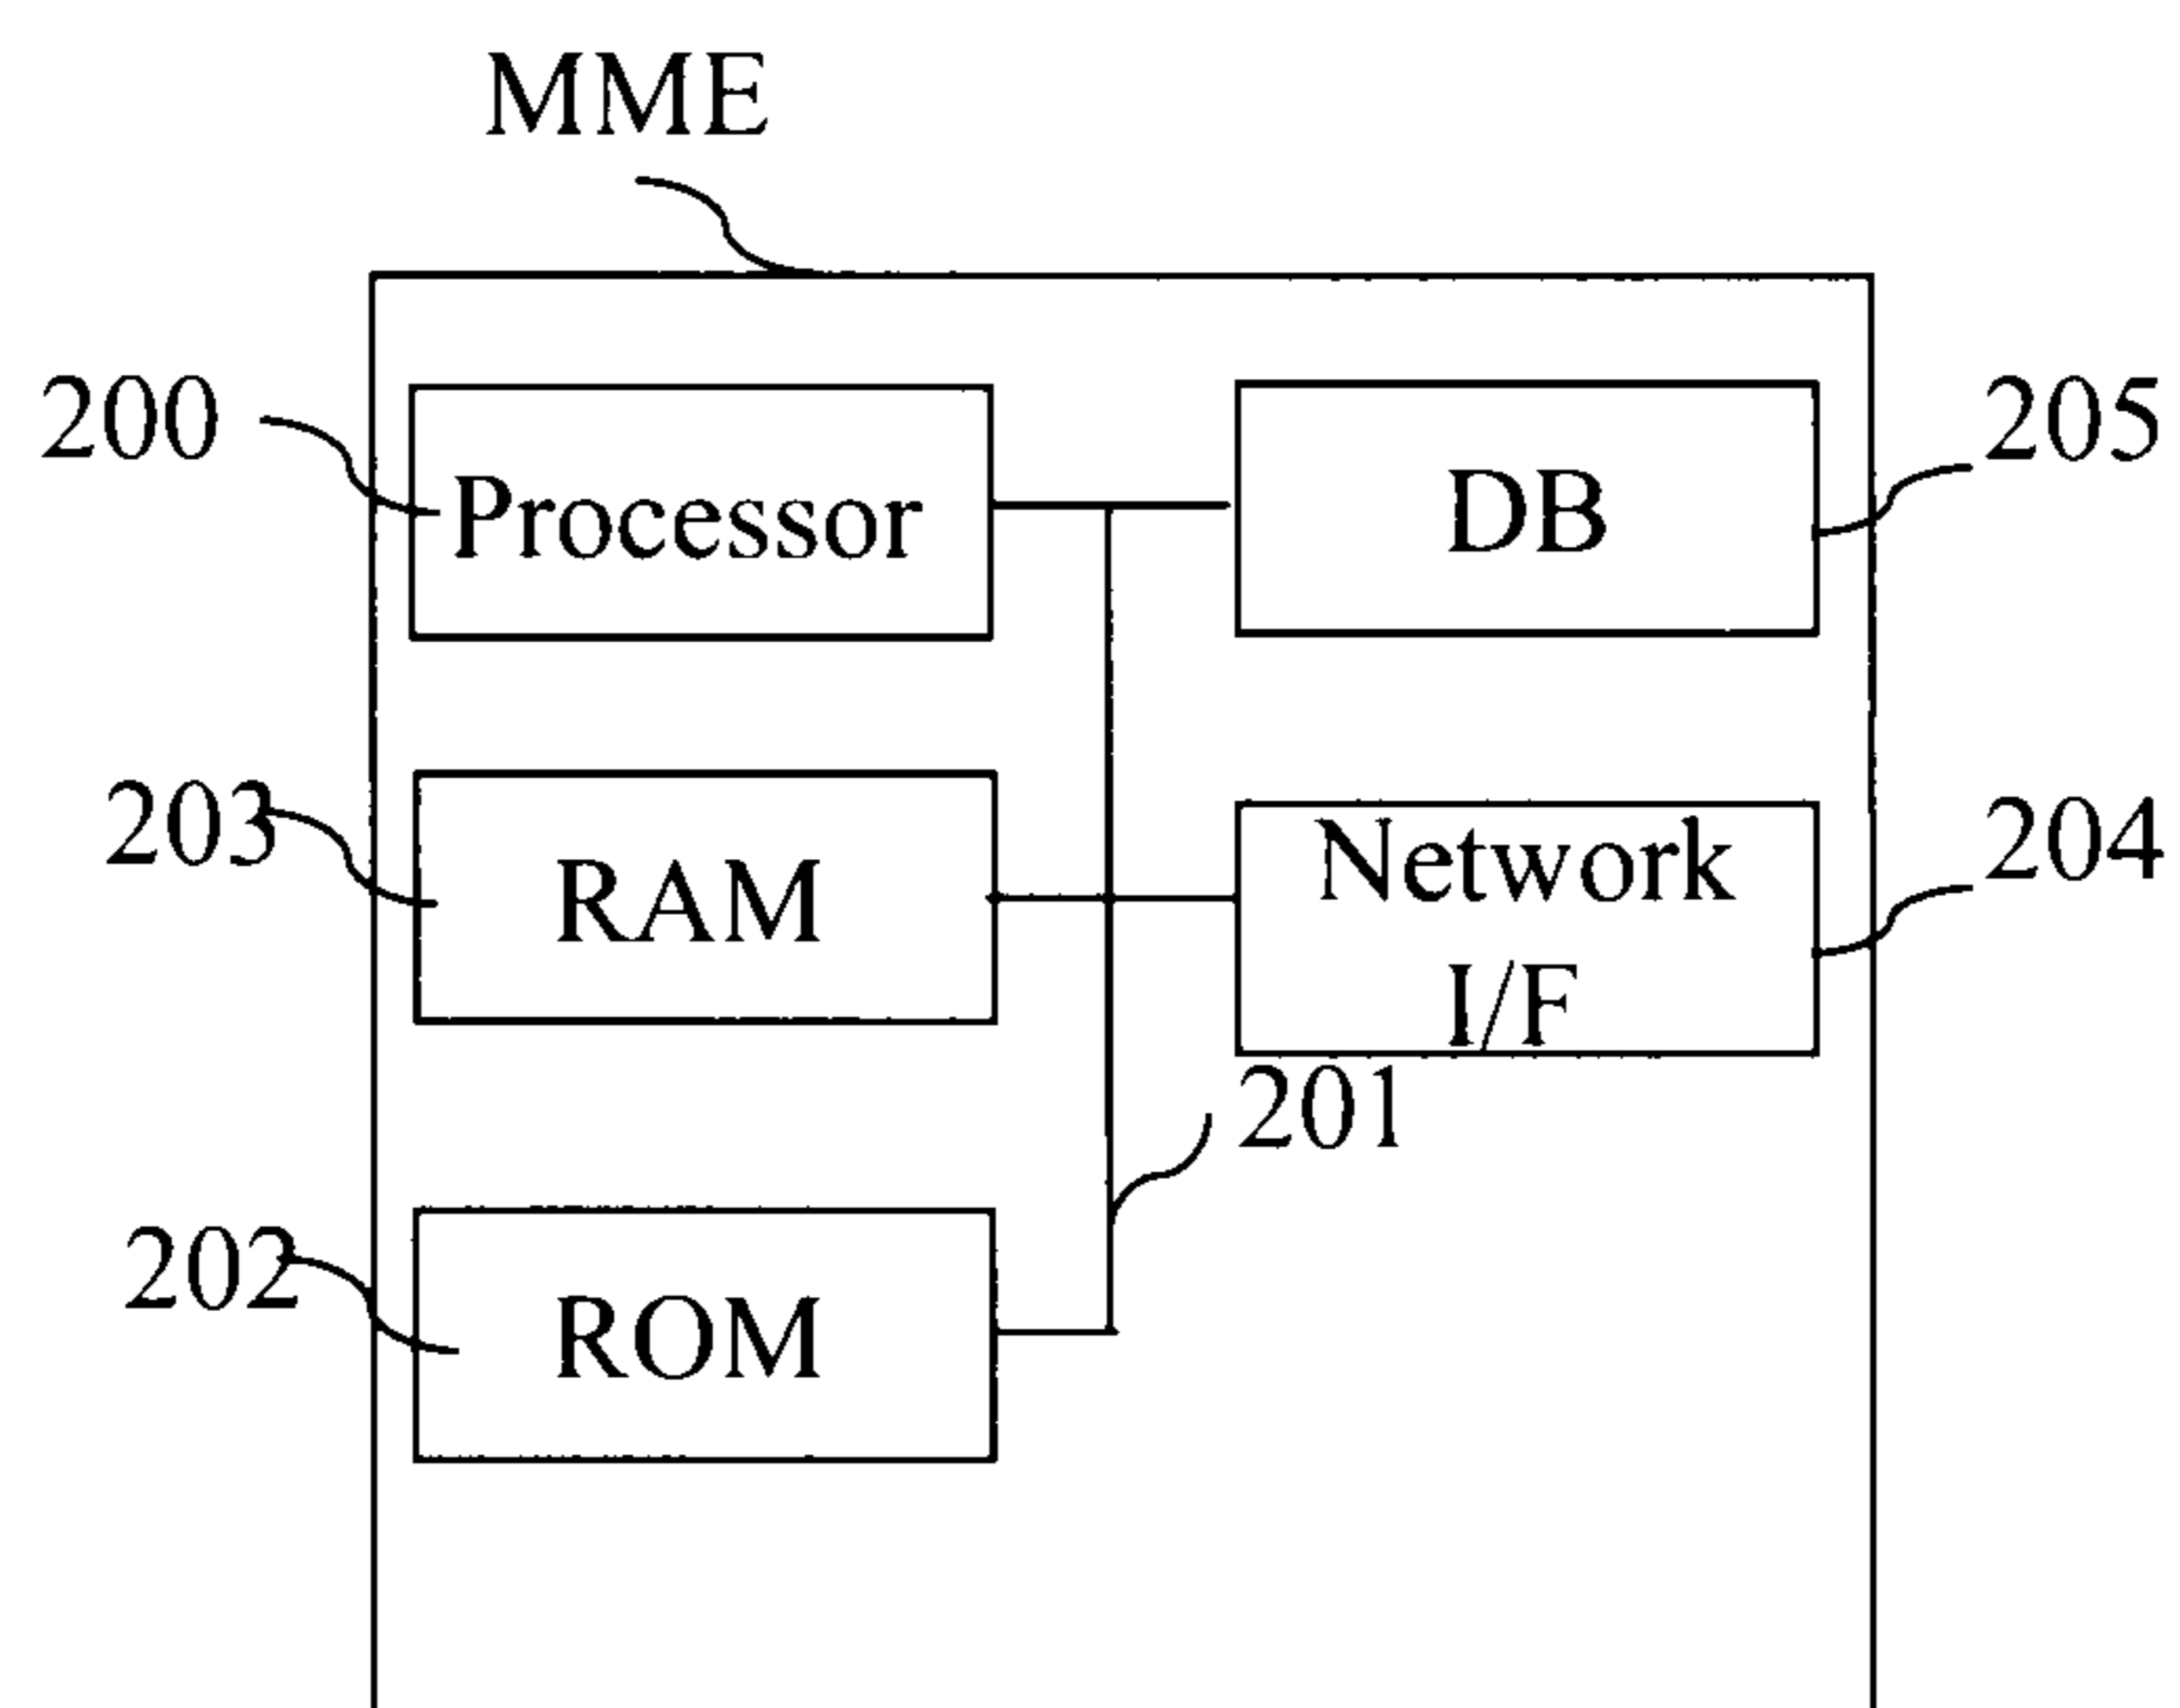 MME
200
Processor
DB
205
203
RAM
Network
I/F
204
201
202
ROM